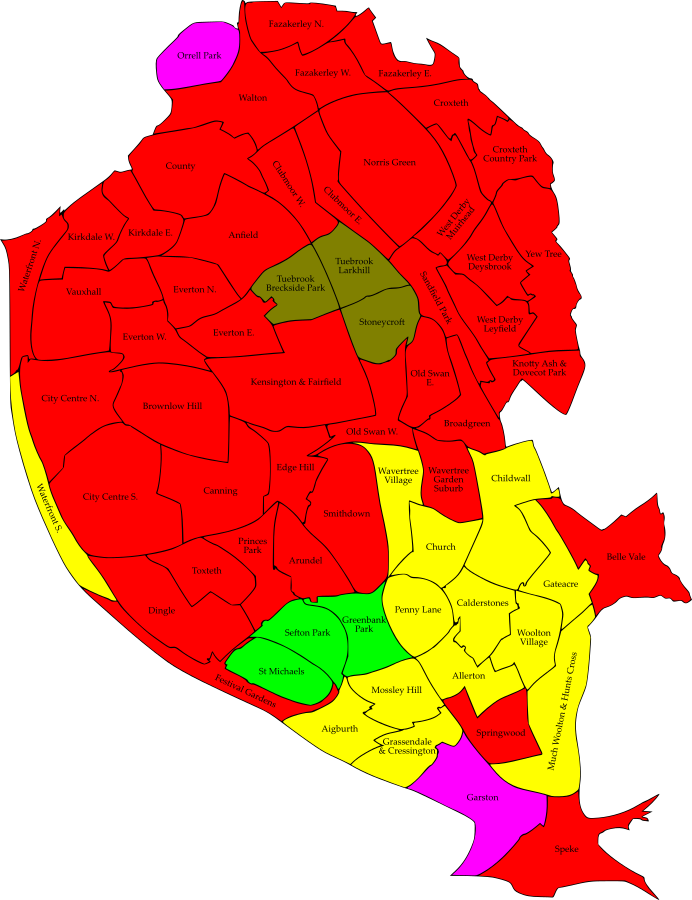 Fazakerley N.
Orrell Park
Fazakerley W.
Fazakerley E.
Walton
Croxteth
County
Clubmoor W.
Norris Green
Croxteth
Country Park
Clubmoor E.
West Derby
Muirhead
Waterfront N.
Kirkdale W.
Kirkdale E.
Anfield
Yew Tree
Tuebrook
Larkhill
West Derby
Deysbrook
Tuebrook
Breckside Park
Sandfield Park
Vauxhall
Everton N.
Stoneycroft
West Derby
Leyfield
Everton W.
Everton E.
Knotty Ash &
Dovecot Park
Old Swan
E.
Kensington & Fairfield
City Centre N.
Brownlow Hill
Broadgreen
Old Swan W.
Edge Hill
Wavertree
Village
Wavertree
Garden
Suburb
Childwall
City Centre S.
Canning
Waterfront S.
Smithdown
Princes
Park
Church
Arundel
Belle Vale
Toxteth
Gateacre
Dingle
Penny Lane
Calderstones
Greenbank
Park
Sefton Park
Woolton
Village
St Michaels
Allerton
Festival Gardens
Mossley Hill
Much Woolton & Hunts Cross
Aigburth
Springwood
Grassendale
& Cressington
Garston
Speke